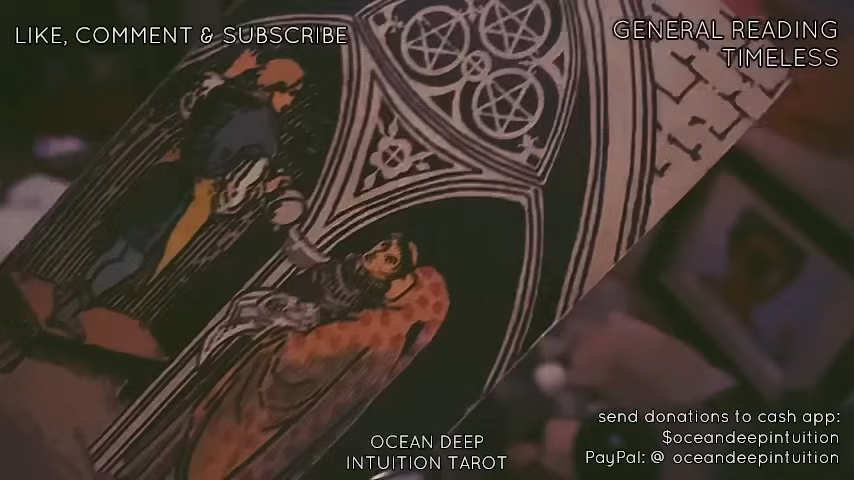 LIKE, COMMENT & SUBSCRIBE
GENERAL READING
TIMELESS
OCEAN DEEP
INTUITION TAROT
send donations to cash app:
$oceandeepintuition
PayPal: @ oceandeepintuition